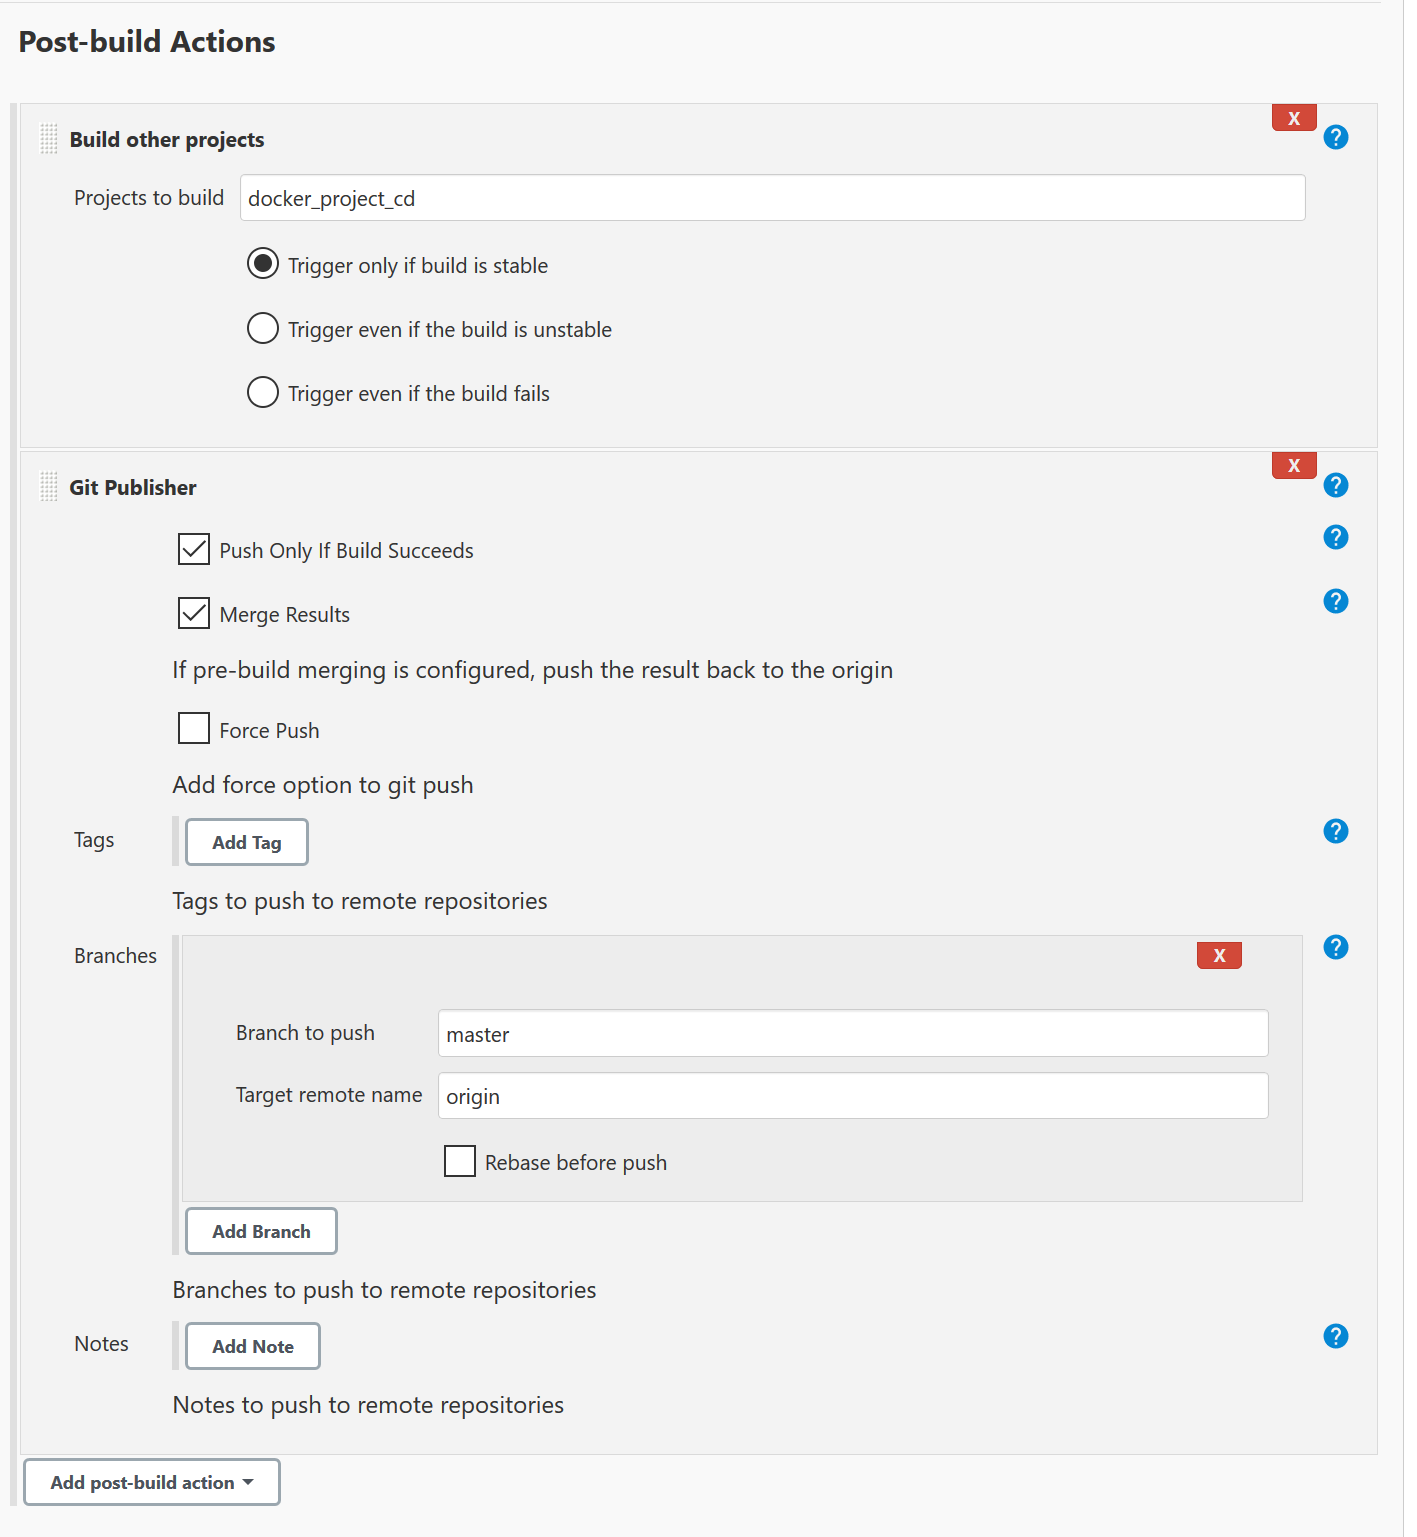 Post-build Actions
X
Build other projects
?
Projects to build docker_project_cd
Trigger only if build is stable
Trigger even if the build is unstable
Trigger even if the build fails
X
Git Publisher
?
Push Only If Build Succeeds
?
Merge Results
?
If pre-build merging is configured, push the result back to the origin
Force Push
Add force option to git push
Tags Add Tag
?
Tags to push to remote repositories
Branches
X
?
Branch to push master
Target remote name origin
Rebase before push
Add Branch
Branches to push to remote repositories
Notes Add Note
?
Notes to push to remote repositories
Add post-build action